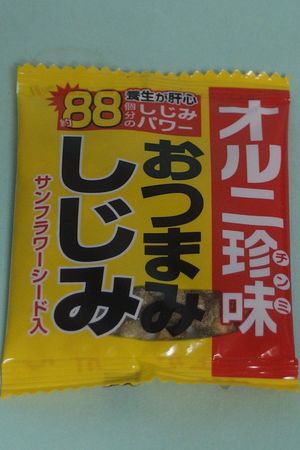 養生が肝心
約88個分のしじみパワー
オルニ珍味
チンミ
おつまみ
しじみ
サンフラワーシード入